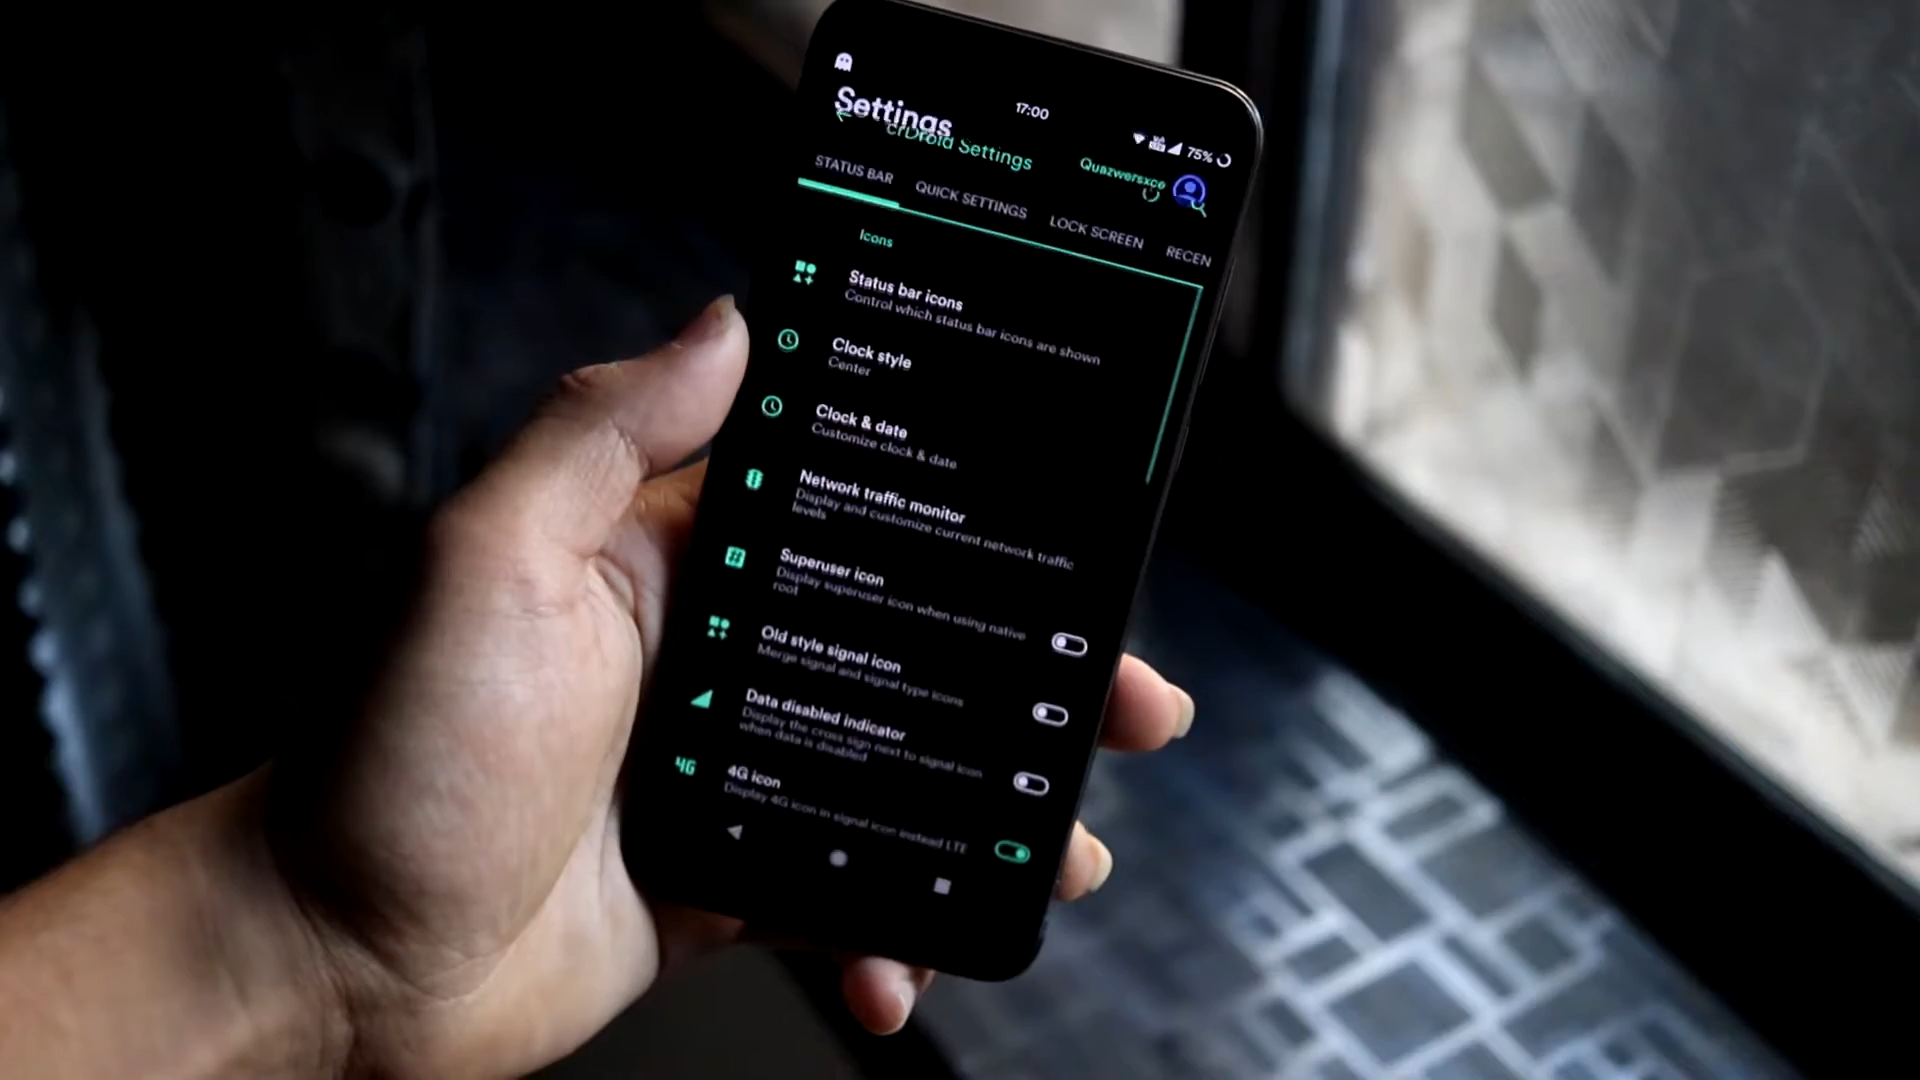 17:00
75%
Settings
crDroid Settings
Quazwersxce
STATUS BAR
QUICK SETTINGS
LOCK SCREEN
RECEN
Icons
Status bar icons
Control which status bar icons are shown
Clock style
Center
Clock & date
Customize clock & date
Network traffic monitor
Display and customize current network traffic
levels
Superuser icon
Display superuser icon when using native
root
Old style signal icon
Merge signal and signal type icons
Data disabled indicator
Display the cross sign next to signal icon
when data is disabled
4G
4G icon
Display 4G icon in signal icon instead LTE